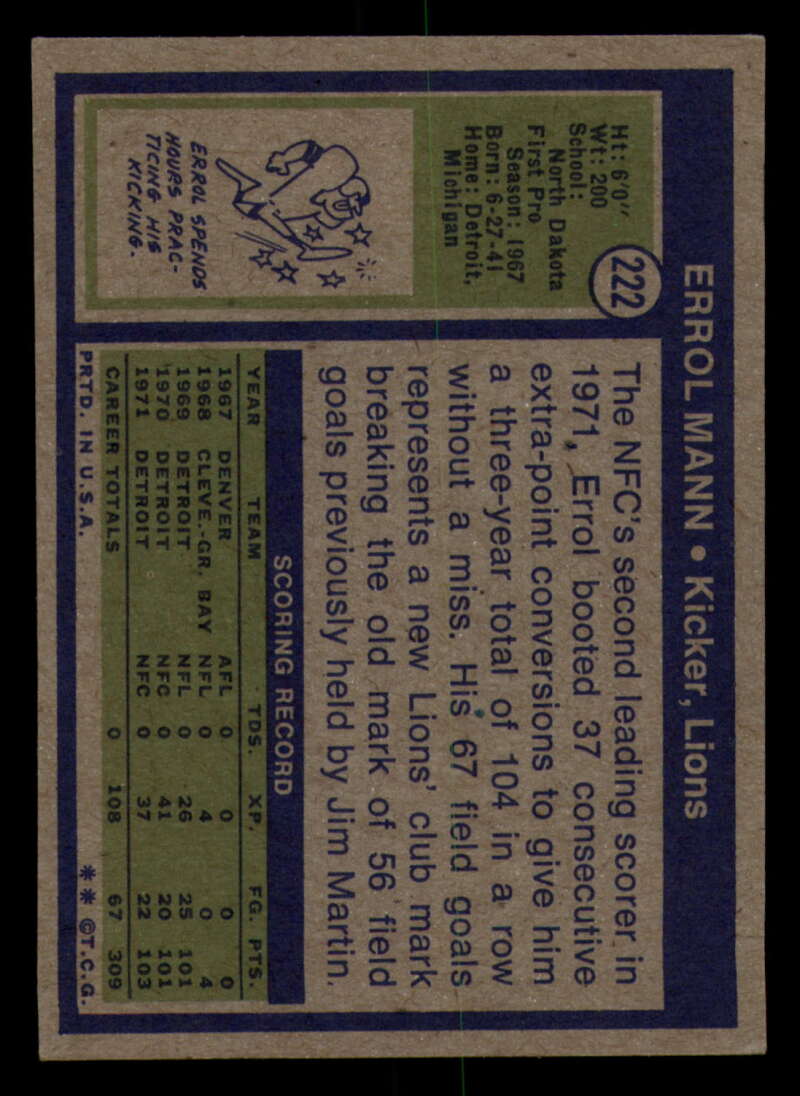 ERROL MANN • Kicker, Lions
222
Ht: 6'0"
Wt: 200
School:
North Dakota
First Pro
Season: 1967
Born: 6-27-41
Home: Detroit,
Michigan
ERROL SPENDS
HOURS PRAC-
TICING HIS
KICKING.
The NFC's second leading scorer in
1971, Errol booted 37 consecutive
extra-point conversions to give him
a three-year total of 104 in a row
without a miss. His 67 field goals
represents a new Lions' club mark
breaking the old mark of 56 field
goals previously held by Jim Martin.
SCORING RECORD
YEAR TEAM TDS. XP. FG. PTS.
1967 DENVER AFL 0 0 0 0
1968 CLEVE.-GR. BAY NFL 0 4 0 4
1969 DETROIT NFL 0 26 25 101
1970 DETROIT NFC 0 41 20 101
1971 DETROIT NFC 0 37 22 103
CAREER TOTALS 0 108 67 309
PRTD. IN U.S.A. ** ©T.C.G.